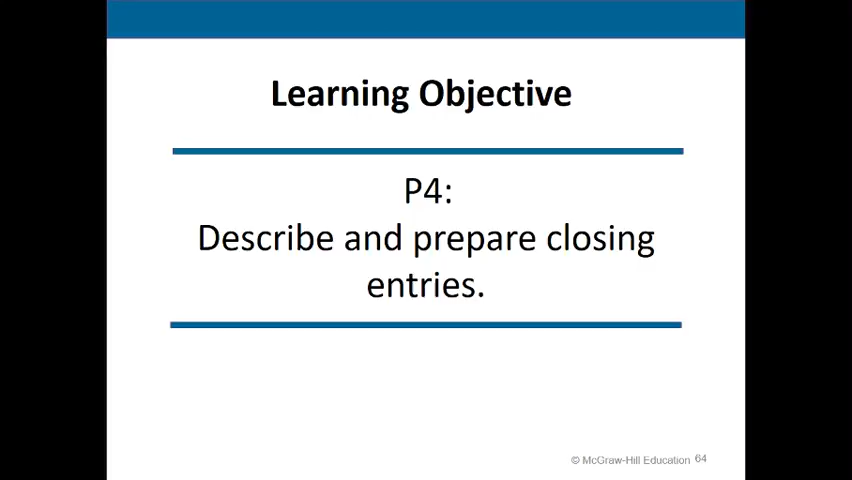 Learning Objective
P4:
Describe and prepare closing
entries.
© McGraw-Hill Education 64